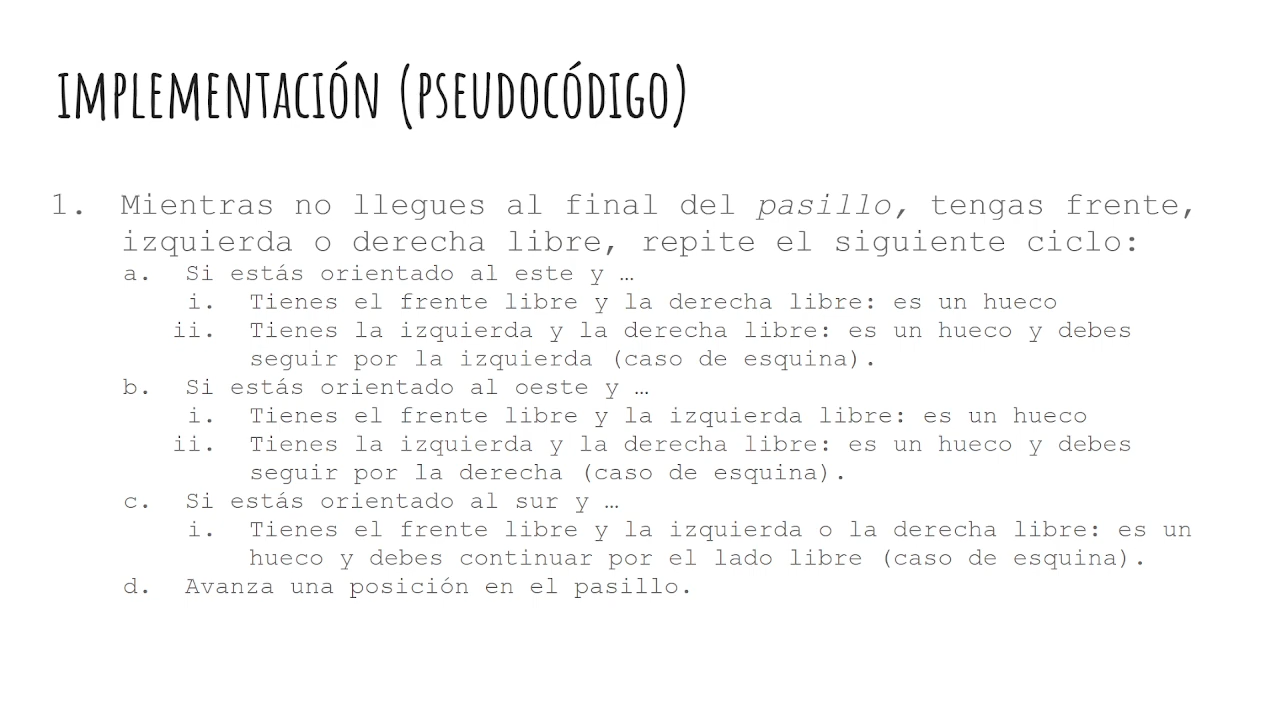 IMPLEMENTACIÓN (PSEUDOCÓDIGO)
1. Mientras no llegues al final del pasillo, tengas frente,
izquierda o derecha libre, repite el siguiente ciclo:
a. Si estás orientado al este y …
i. Tienes el frente libre y la derecha libre: es un hueco
ii. Tienes la izquierda y la derecha libre: es un hueco y debes
seguir por la izquierda (caso de esquina).
b. Si estás orientado al oeste y …
i. Tienes el frente libre y la izquierda libre: es un hueco
ii. Tienes la izquierda y la derecha libre: es un hueco y debes
seguir por la derecha (caso de esquina).
c. Si estás orientado al sur y …
i. Tienes el frente libre y la izquierda o la derecha libre: es un
hueco y debes continuar por el lado libre (caso de esquina).
d. Avanza una posición en el pasillo.